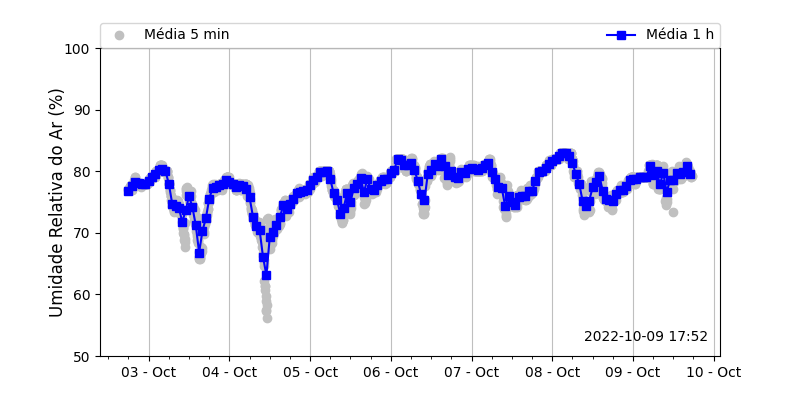 Média 5 min
Média 1 h
Umidade Relativa do Ar (%)
100
90
80
70
60
50
2022-10-09 17:52
03 - Oct
04 - Oct
05 - Oct
06 - Oct
07 - Oct
08 - Oct
09 - Oct
10 - Oct